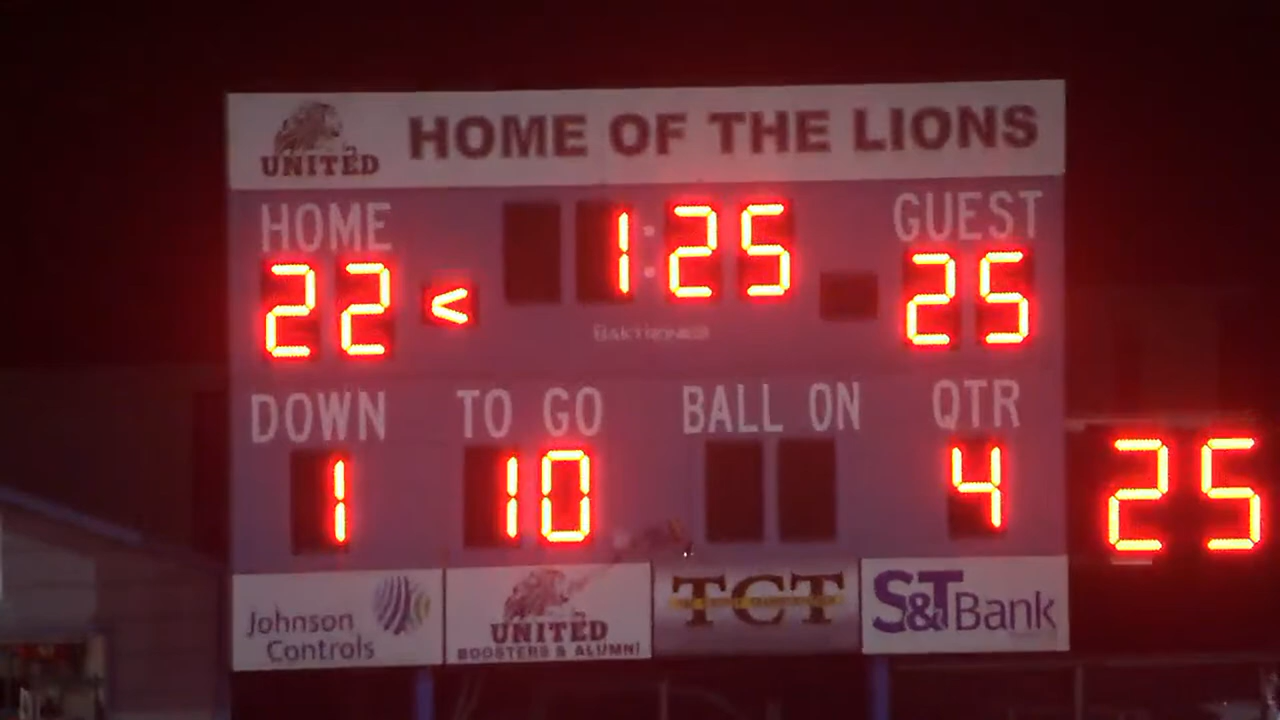 UNITED HOME OF THE LIONS
HOME 1:25 GUEST
22 < 25
DAKTRONICS
DOWN TO GO BALL ON QTR
1 10 4 25
Johnson Controls
UNITED
BOOSTERS & ALUMNI
TCT
S&T Bank